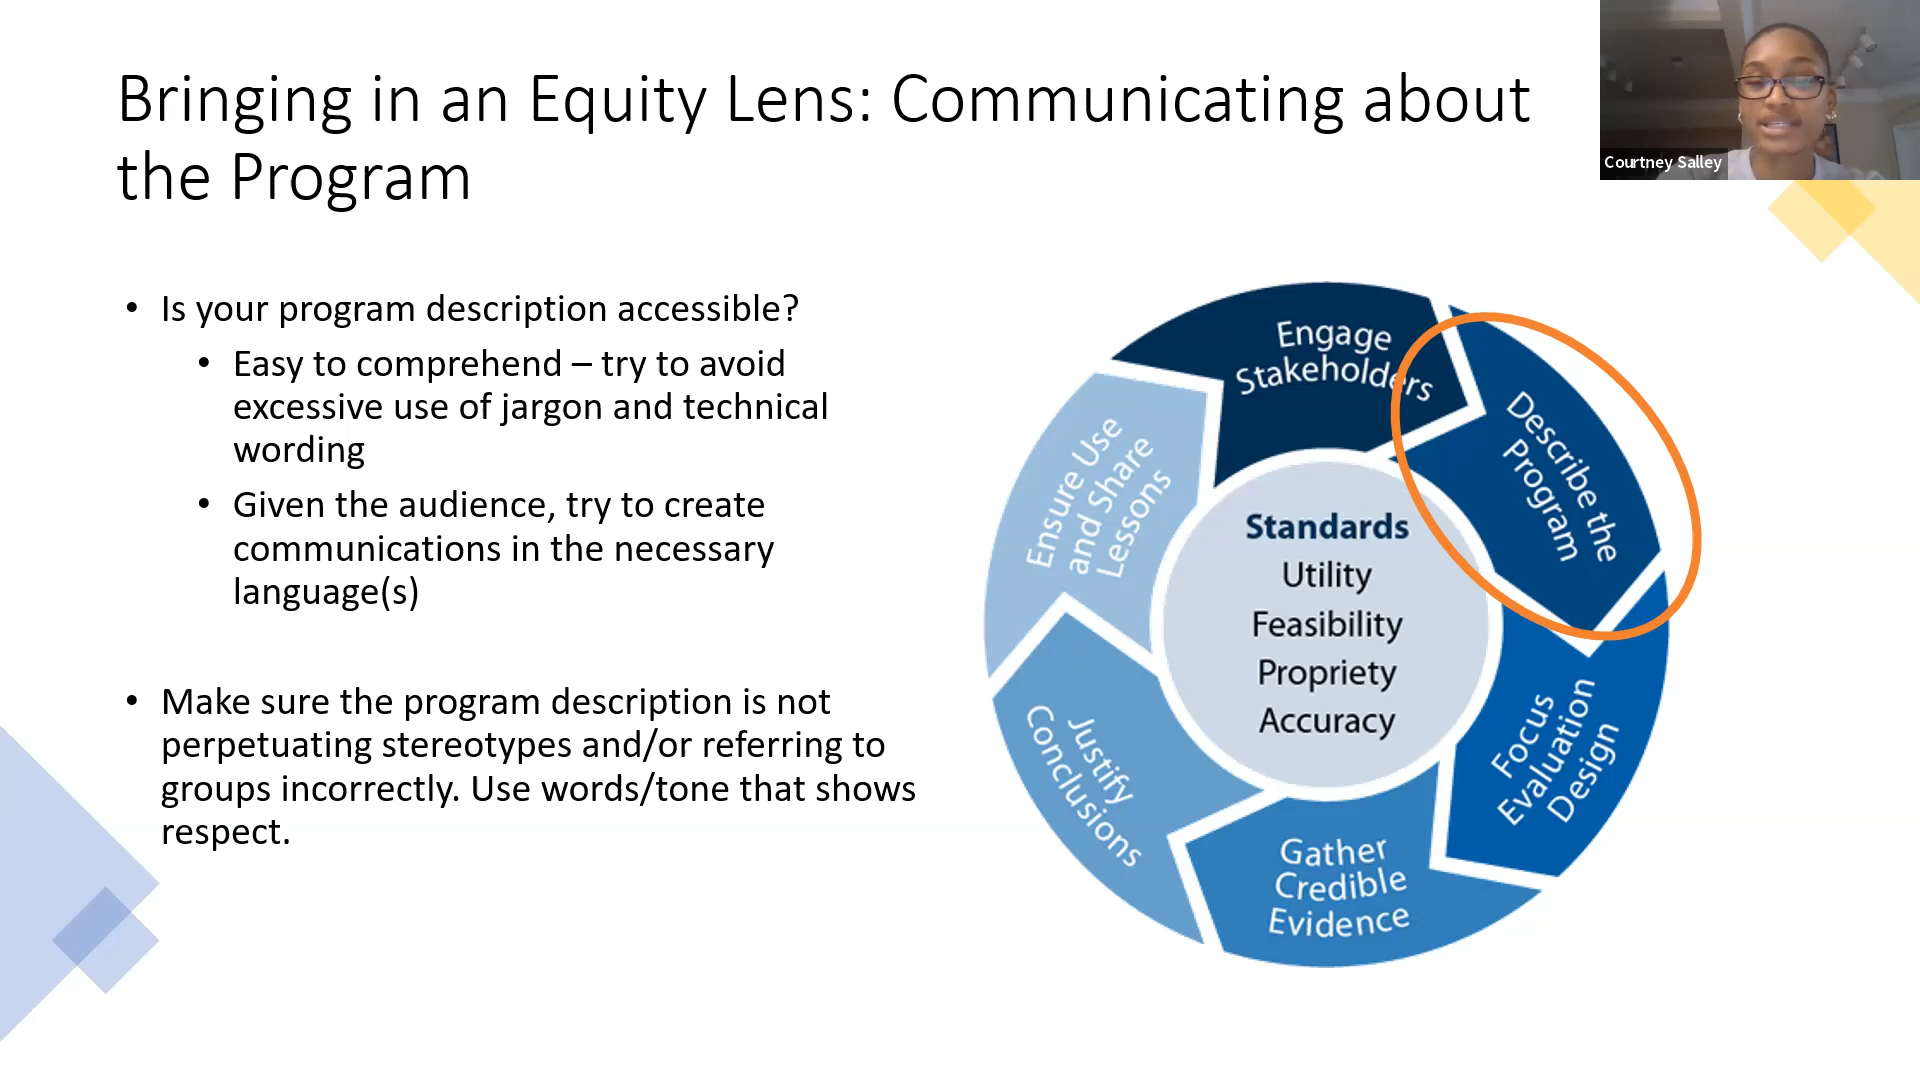 Bringing in an Equity Lens: Communicating about
the Program
Courtney Salley
• Is your program description accessible?
• Easy to comprehend – try to avoid
excessive use of jargon and technical
wording
• Given the audience, try to create
communications in the necessary
language(s)
• Make sure the program description is not
perpetuating stereotypes and/or referring to
groups incorrectly. Use words/tone that shows
respect.
Engage
Stakeholders
Describe the
Program
Focus
Evaluation
Design
Gather
Credible
Evidence
Justify
Conclusions
Ensure Use
and Share
Lessons
Standards
Utility
Feasibility
Propriety
Accuracy